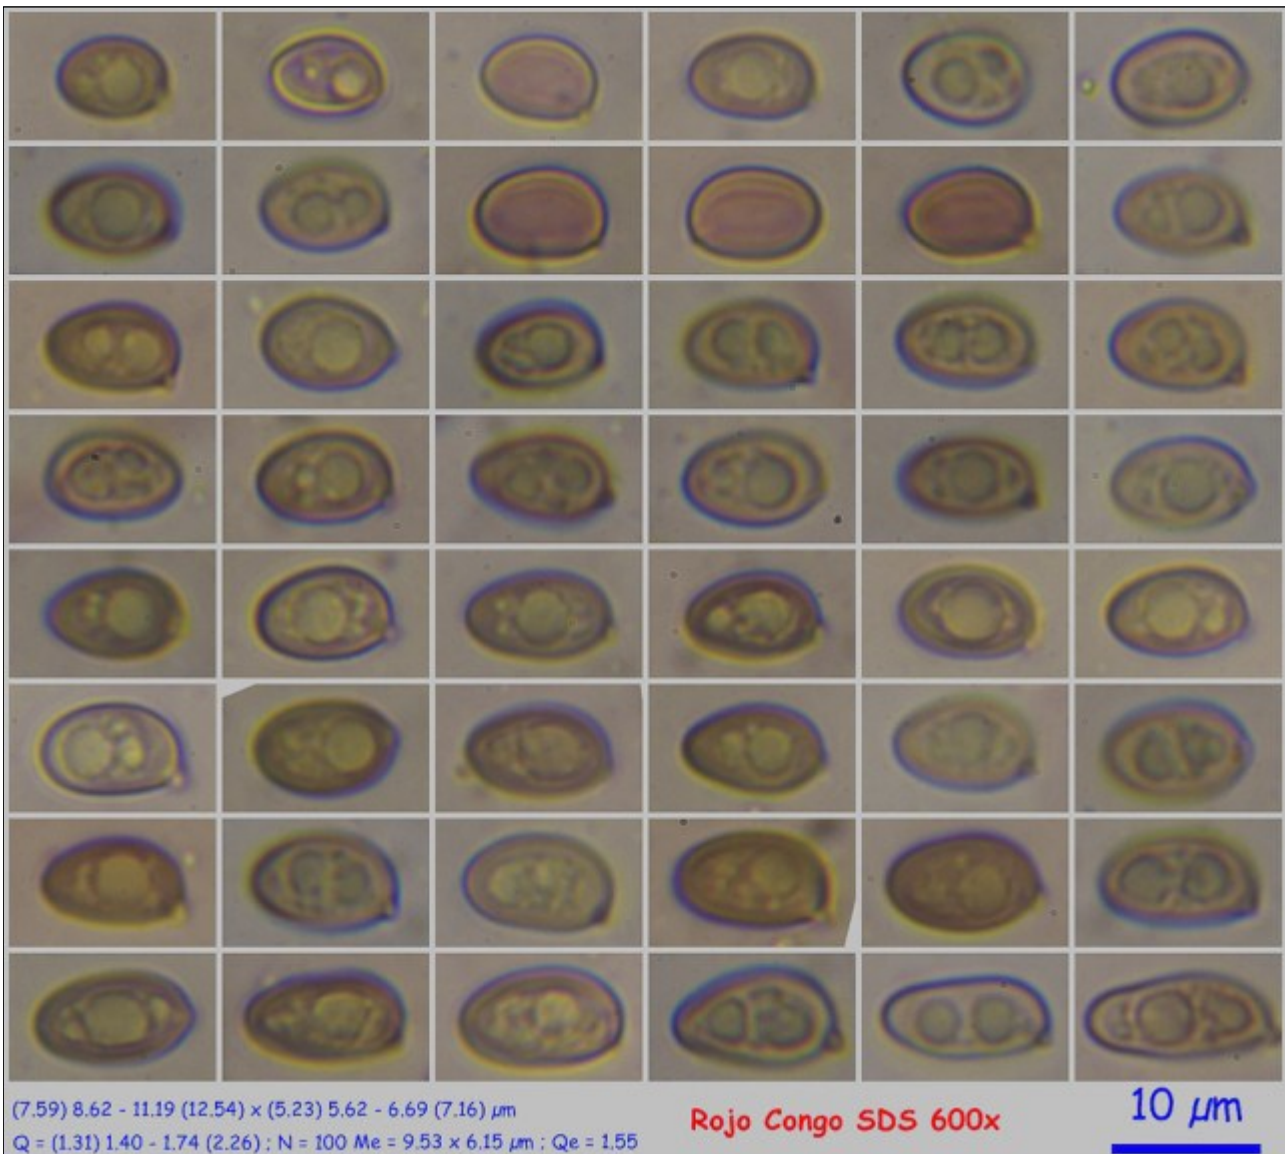 (7.59) 8.62 - 11.19 (12.54) x (5.23) 5.62 - 6.69 (7.16) µm
Q = (1.31) 1.40 - 1.74 (2.26) ; N = 100 Me = 9.53 x 6.15 µm ; Qe = 1.55
Rojo Congo SDS 600x
10 µm